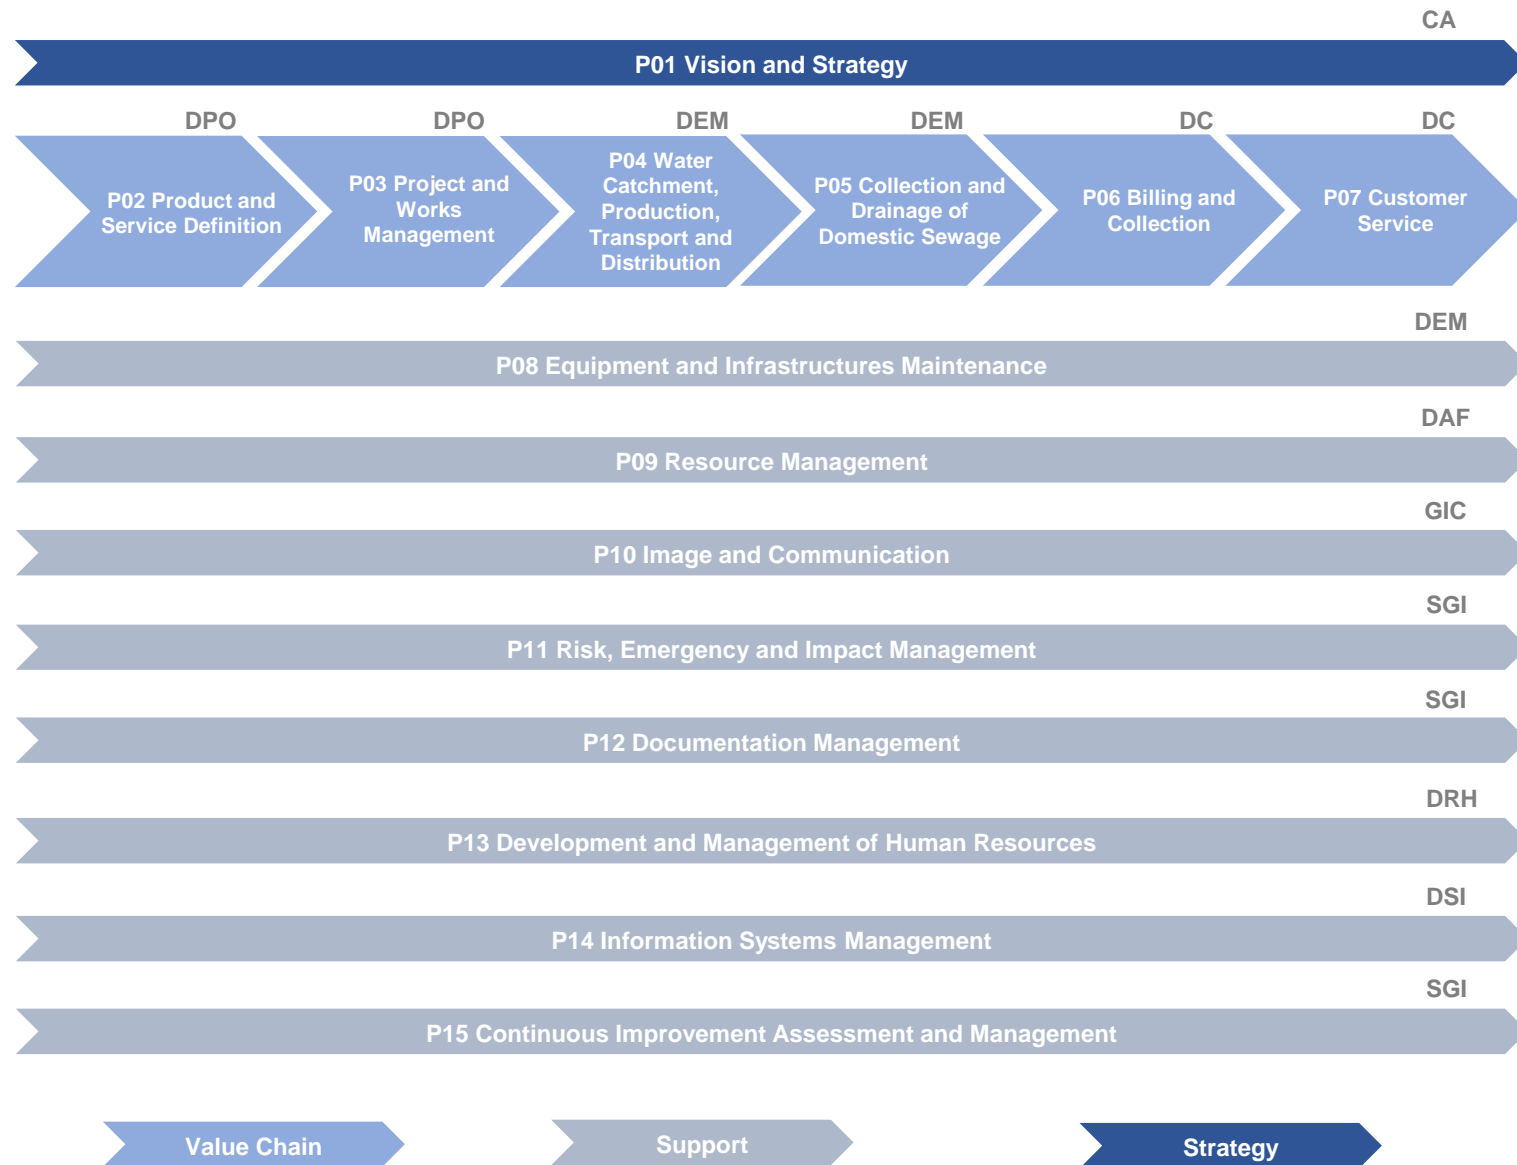 CA
P01 Vision and Strategy
DPO
DPO
DEM
DEM
DC
DC
P02 Product and
Service Definition
P03 Project and
Works
Management
P04 Water
Catchment,
Production,
Transport and
Distribution
P05 Collection and
Drainage of
Domestic Sewage
P06 Billing and
Collection
P07 Customer
Service
DEM
P08 Equipment and Infrastructures Maintenance
DAF
P09 Resource Management
GIC
P10 Image and Communication
SGI
P11 Risk, Emergency and Impact Management
SGI
P12 Documentation Management
DRH
P13 Development and Management of Human Resources
DSI
P14 Information Systems Management
SGI
P15 Continuous Improvement Assessment and Management
Value Chain
Support
Strategy